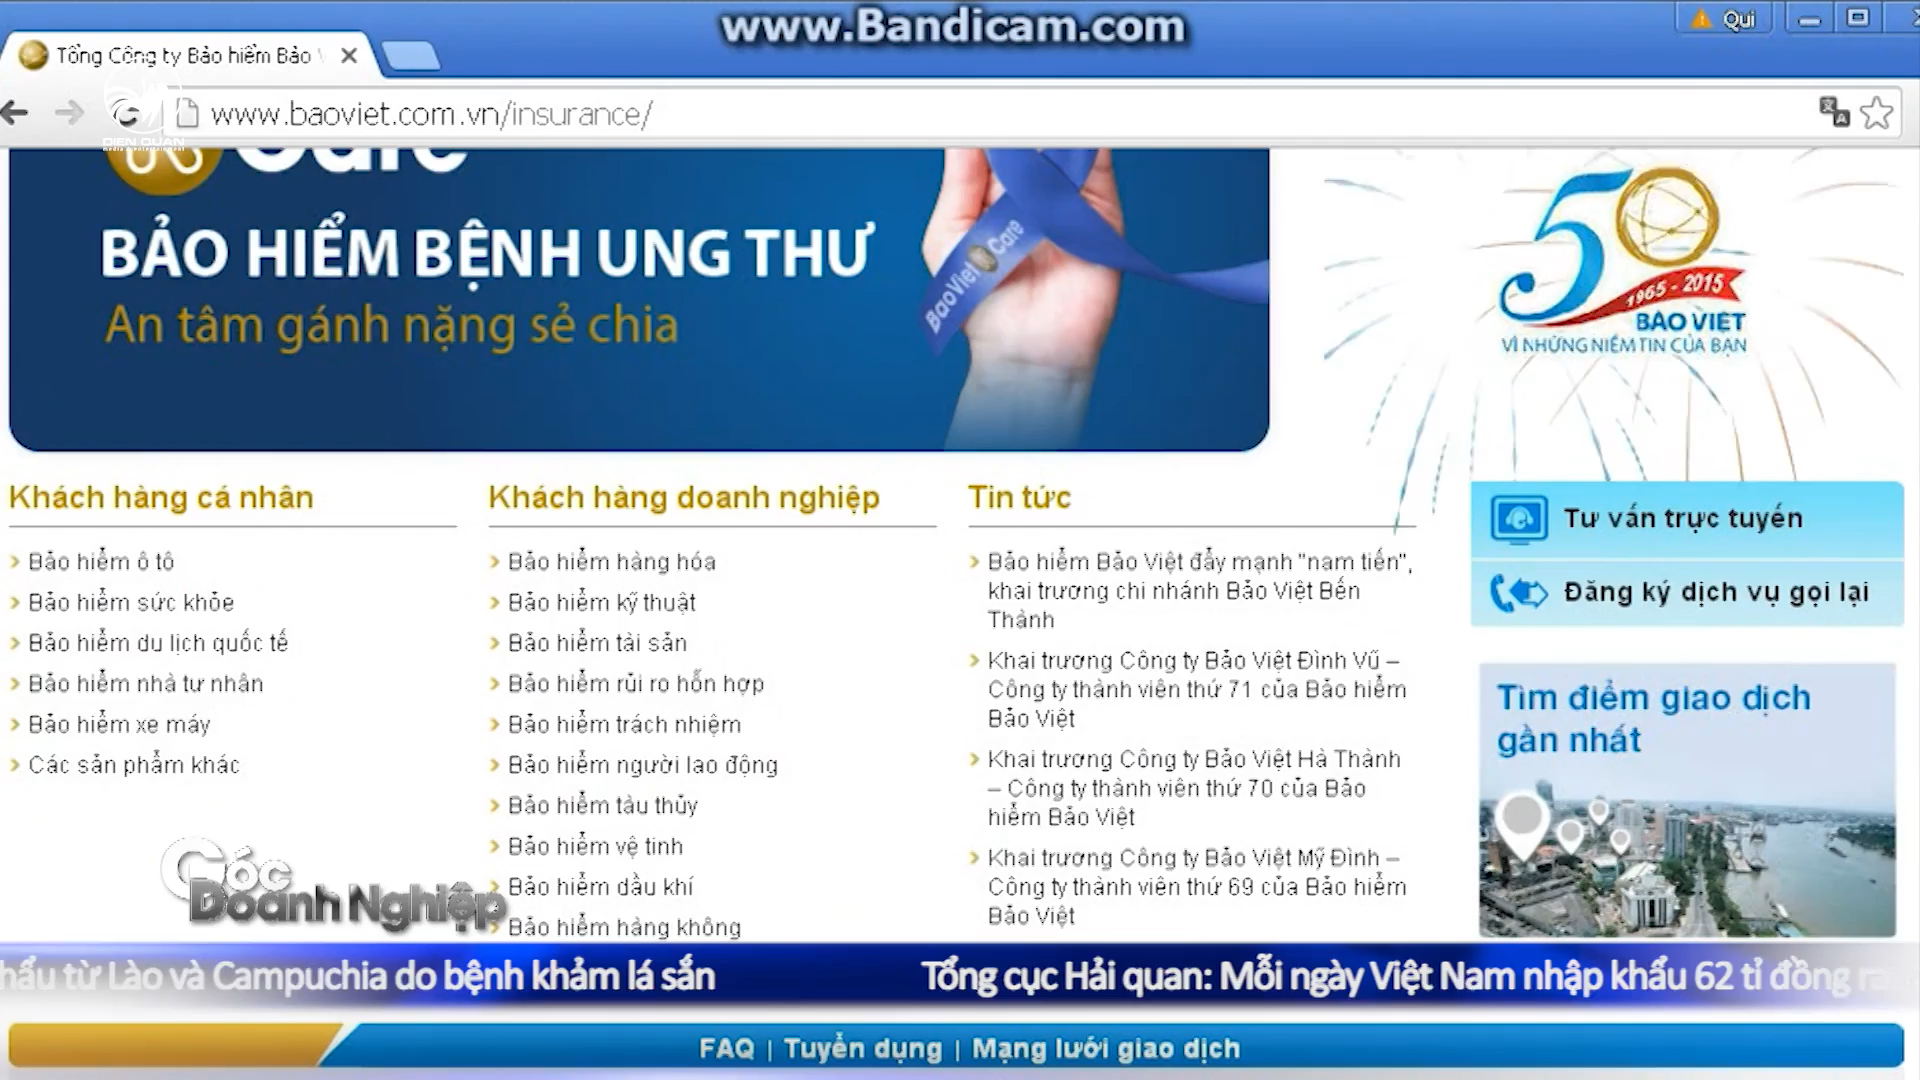 www.Bandicam.com
Qui
Tổng Công ty Bảo hiểm Bảo
www.baoviet.com.vn/insurance/
DIEN QUAN
Care
BẢO HIỂM BỆNH UNG THƯ
An tâm gánh nặng sẻ chia
BaoViet Care
50
1965 - 2015
BẢO VIỆT
VÌ NHỮNG NIỀM TIN CỦA BẠN
Khách hàng cá nhân
Bảo hiểm ô tô
Bảo hiểm sức khỏe
Bảo hiểm du lịch quốc tế
Bảo hiểm nhà tư nhân
Bảo hiểm xe máy
Các sản phẩm khác
Khách hàng doanh nghiệp
Bảo hiểm hàng hóa
Bảo hiểm kỹ thuật
Bảo hiểm tài sản
Bảo hiểm rủi ro hỗn hợp
Bảo hiểm trách nhiệm
Bảo hiểm người lao động
Bảo hiểm tàu thủy
Bảo hiểm vệ tinh
Bảo hiểm dầu khí
Bảo hiểm hàng không
Tin tức
Bảo hiểm Bảo Việt đẩy mạnh "nam tiến",
khai trương chi nhánh Bảo Việt Bến
Thành
Khai trương Công ty Bảo Việt Đình Vũ –
Công ty thành viên thứ 71 của Bảo hiểm
Bảo Việt
Khai trương Công ty Bảo Việt Hà Thành
– Công ty thành viên thứ 70 của Bảo
hiểm Bảo Việt
Khai trương Công ty Bảo Việt Mỹ Đình –
Công ty thành viên thứ 69 của Bảo hiểm
Bảo Việt
Tư vấn trực tuyến
Đăng ký dịch vụ gọi lại
Tìm điểm giao dịch
gần nhất
Góc
Doanh Nghiệp
hẩu từ Lào và Campuchia do bệnh khảm lá sắn
Tổng cục Hải quan: Mỗi ngày Việt Nam nhập khẩu 62 tỉ đồng ra
FAQ | Tuyển dụng | Mạng lưới giao dịch